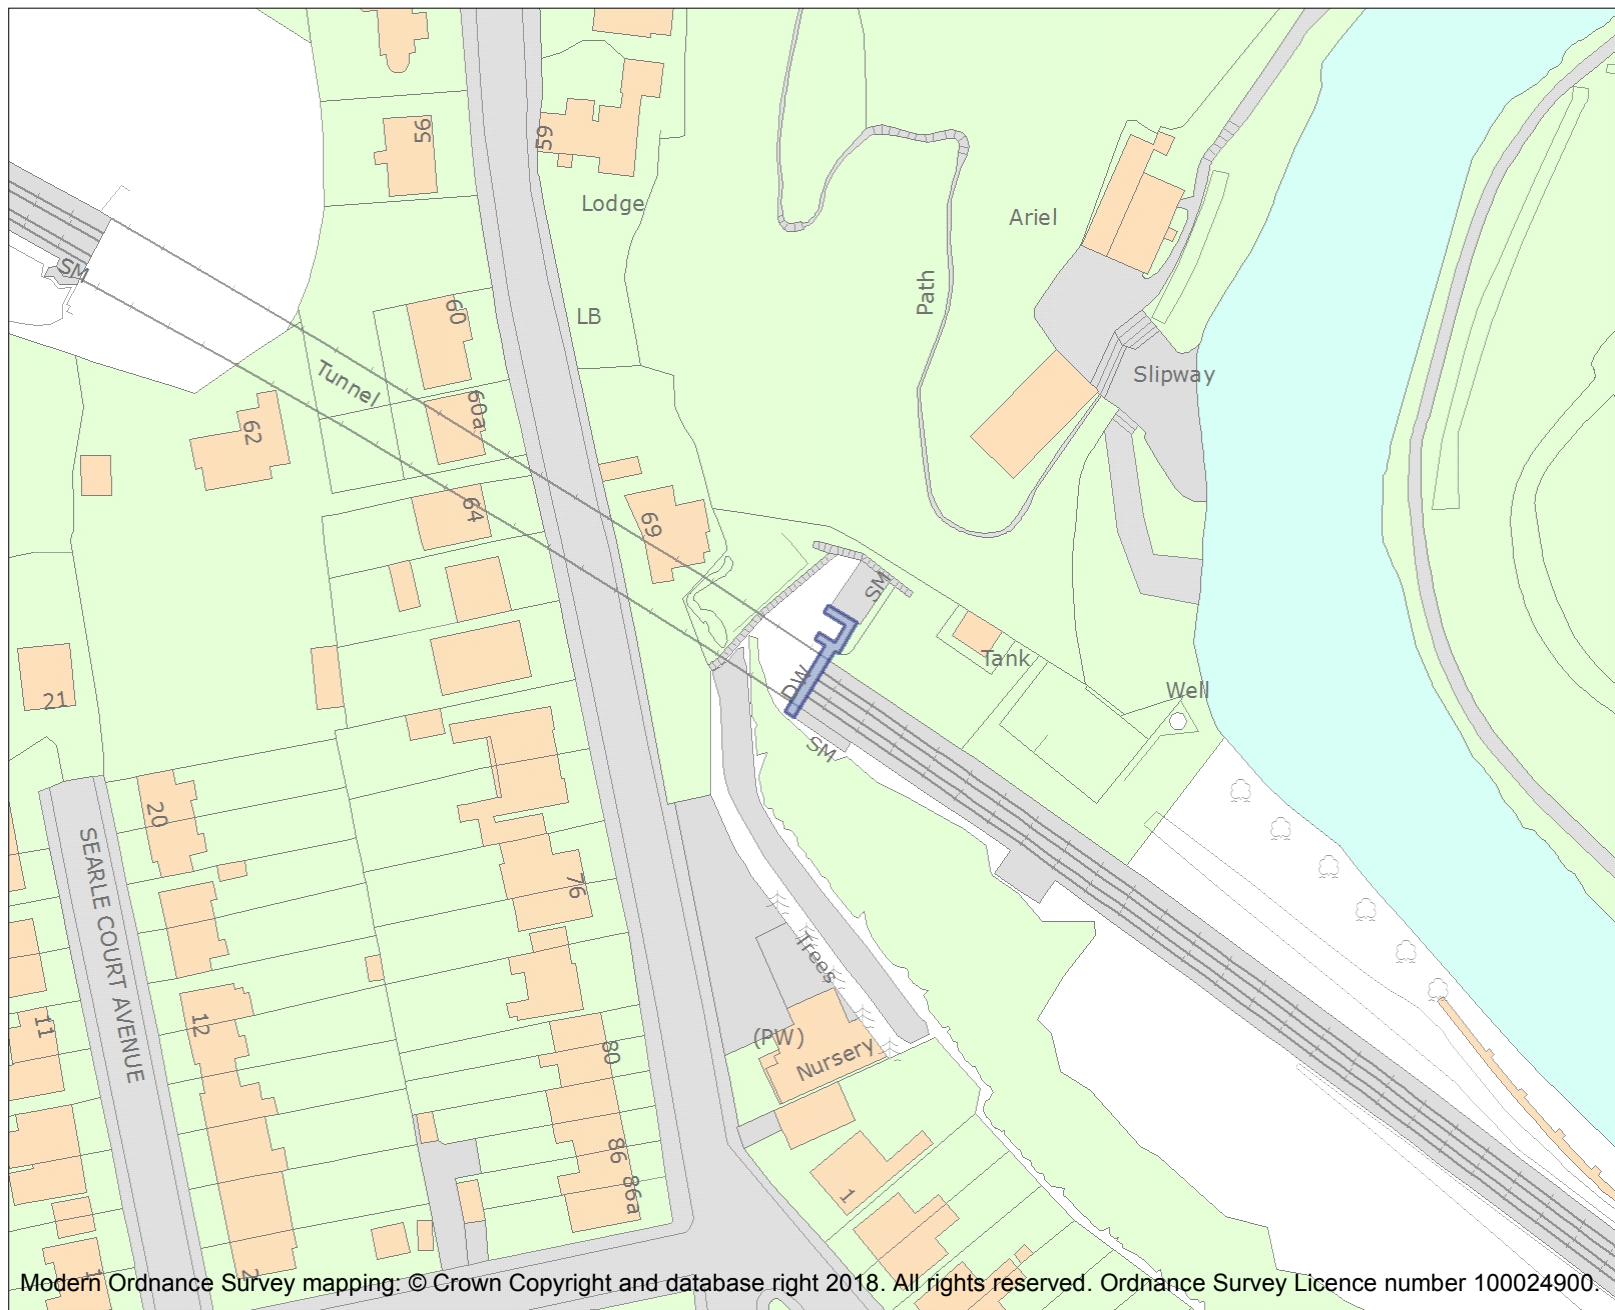 56
59
Lodge
Ariel
SM
Path
60
LB
Slipway
Tunnel
60a
62
64
69
SM
Tank
DW
Well
21
SM
20
SEARLE COURT AVENUE
76
Trees
11
12
(PW)
Nursery
80
86
86a
1
2
Modern Ordnance Survey mapping: © Crown Copyright and database right 2018. All rights reserved. Ordnance Survey Licence number 100024900.